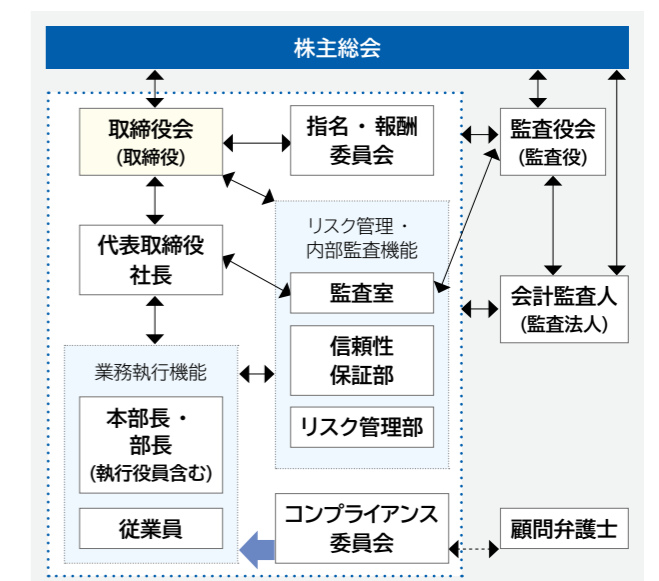 株主総会
取締役会
(取締役)
指名・報酬
委員会
監査役会
(監査役)
代表取締役
社長
リスク管理・
内部監査機能
監査室
信頼性
保証部
リスク管理部
会計監査人
(監査法人)
業務執行機能
本部長・
部長
(執行役員含む)
従業員
コンプライアンス
委員会
顧問弁護士